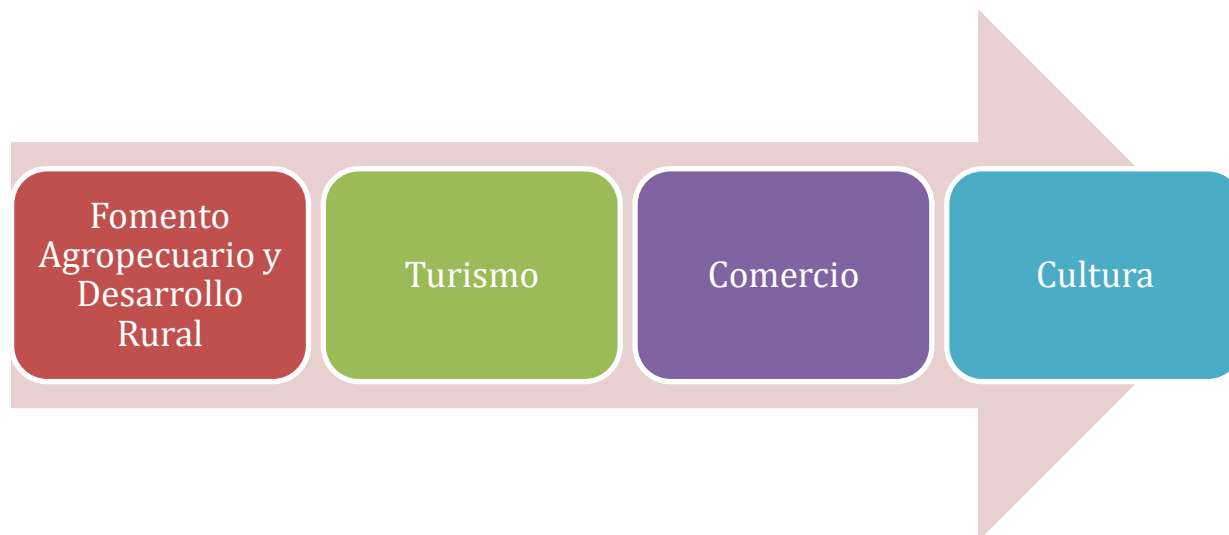 Fomento
Agropecuario y
Desarrollo
Rural
Turismo
Comercio
Cultura